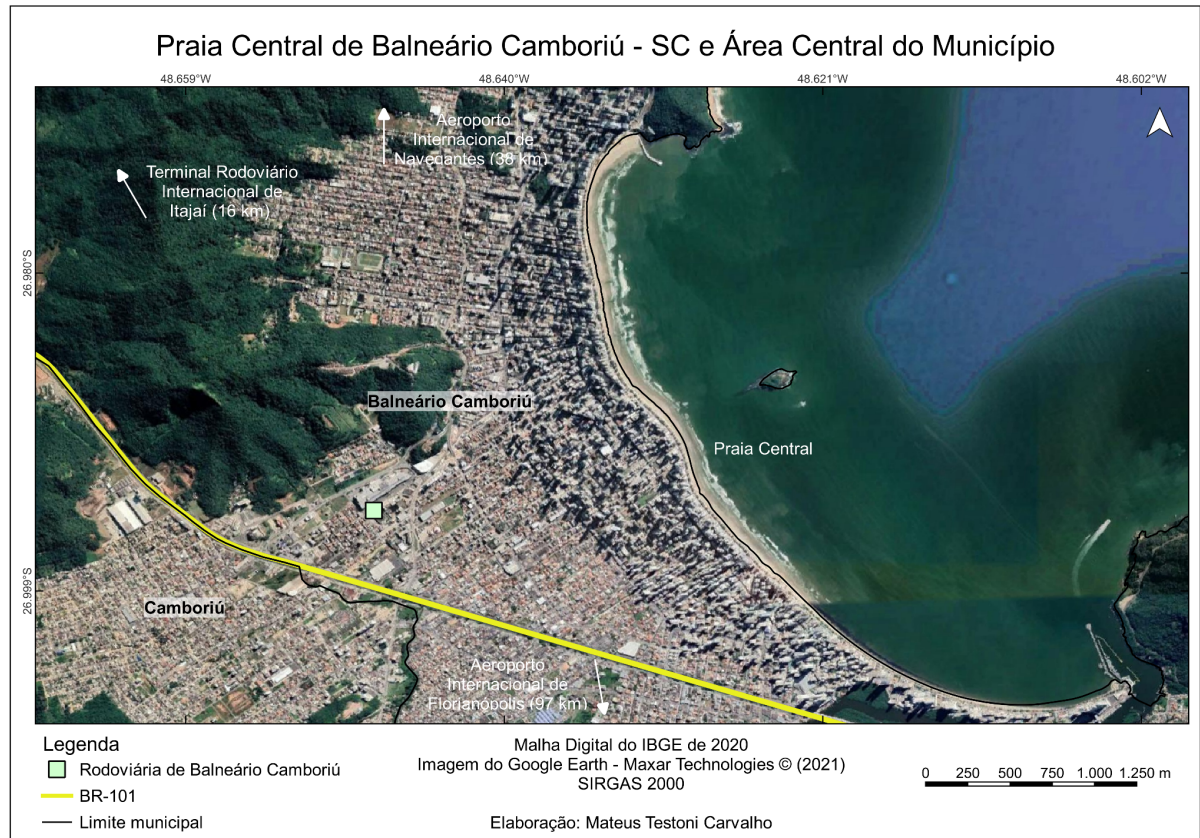 Praia Central de Balneário Camboriú - SC e Área Central do Município
48.659°W
48.640°W
48.621°W
48.602°W
26.980°S
26.999°S
Aeroporto
Internacional de
Navegantes (38 km)
Terminal Rodoviário
Internacional de
Itajaí (16 km)
Balneário Camboriú
Praia Central
Camboriú
Aeroporto
Internacional de
Florianópolis (97 km)
Legenda
Rodoviária de Balneário Camboriú
BR-101
Limite municipal
Malha Digital do IBGE de 2020
Imagem do Google Earth - Maxar Technologies © (2021)
SIRGAS 2000
Elaboração: Mateus Testoni Carvalho
0 250 500 750 1.000 1.250 m